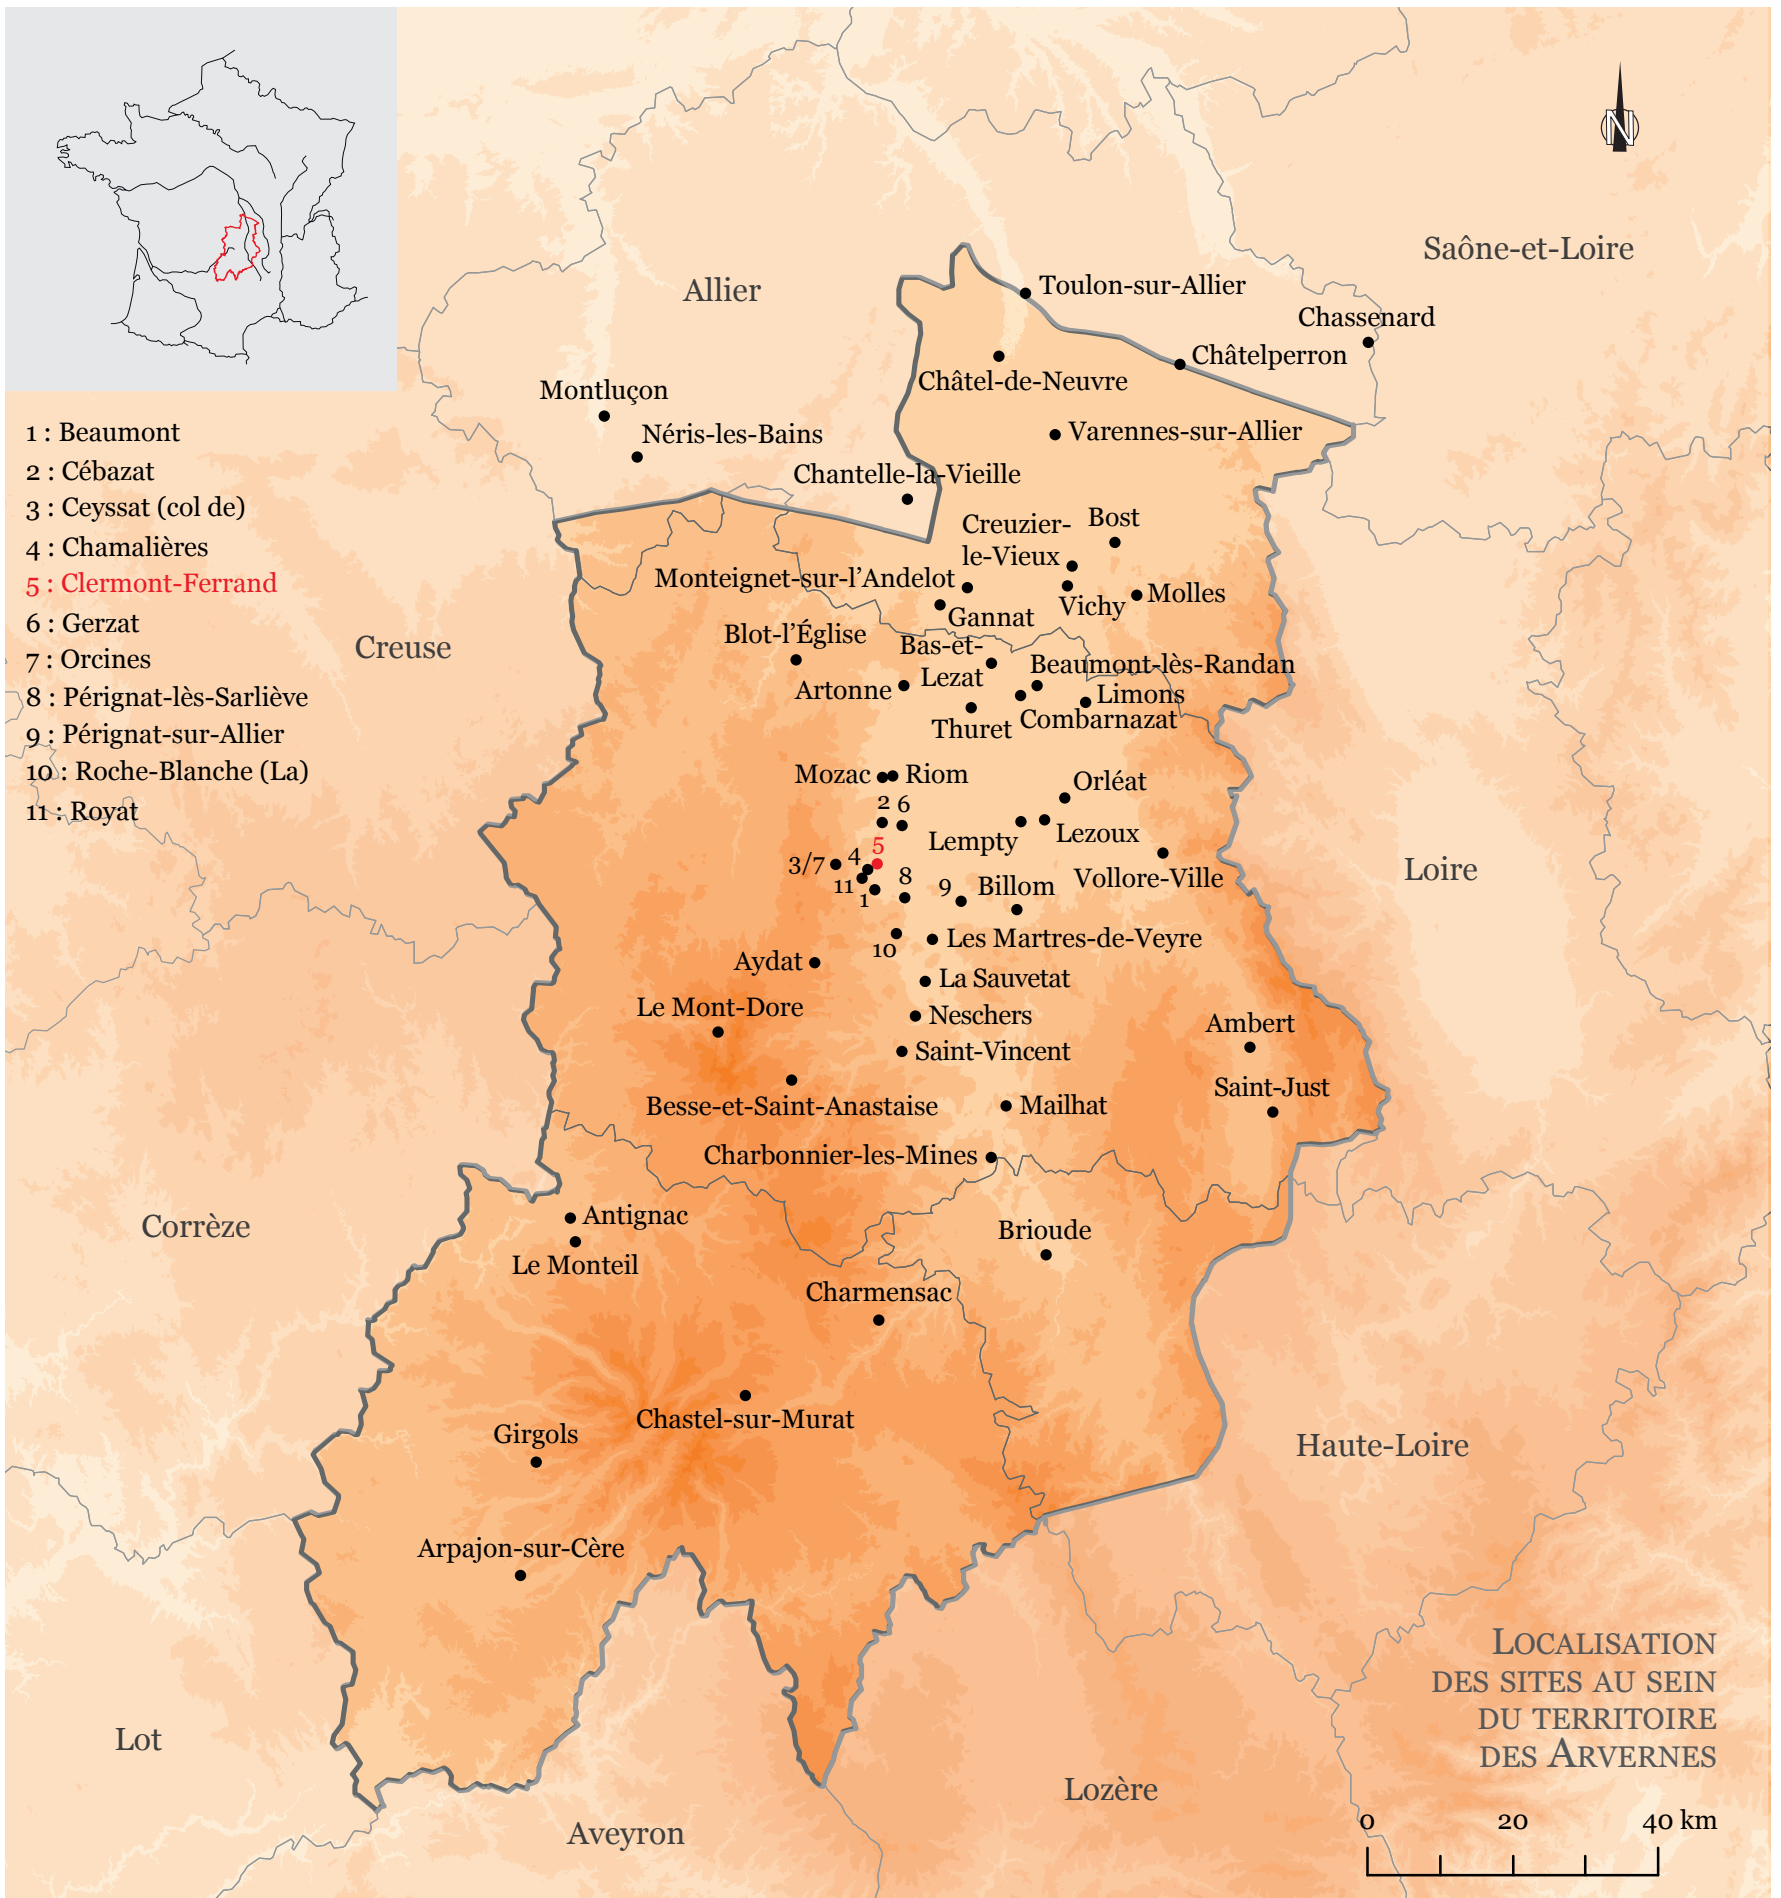 N
Saône-et-Loire
Allier
Toulon-sur-Allier
Chassenard
Châtelperron
Châtel-de-Neuvre
Montluçon
Néris-les-Bains
Varennes-sur-Allier
Chantelle-la-Vieille
1 : Beaumont
2 : Cébazat
3 : Ceyssat (col de)
4 : Chamalières
5 : Clermont-Ferrand
6 : Gerzat
7 : Orcines
8 : Pérignat-lès-Sarliève
9 : Pérignat-sur-Allier
10 : Roche-Blanche (La)
11 : Royat
Creuzier-
le-Vieux
Bost
Monteignet-sur-l'Andelot
Vichy
Molles
Gannat
Creuse
Blot-l'Église
Bas-et-
Lezat
Beaumont-lès-Randan
Artonne
Limons
Thuret
Combarnazat
Mozac
Riom
Orléat
2
6
Lempty
Lezoux
5
3/7
4
11
1
8
9
Billom
Vollore-Ville
Loire
10
Les Martres-de-Veyre
Aydat
La Sauvetat
Le Mont-Dore
Neschers
Ambert
Saint-Vincent
Saint-Just
Besse-et-Saint-Anastaise
Mailhat
Charbonnier-les-Mines
Corrèze
Antignac
Le Monteil
Brioude
Charmensac
Chastel-sur-Murat
Girgols
Haute-Loire
Arpajon-sur-Cère
Lot
Aveyron
Lozère
LOCALISATION
DES SITES AU SEIN
DU TERRITOIRE
DES ARVERNES
0 20 40 km